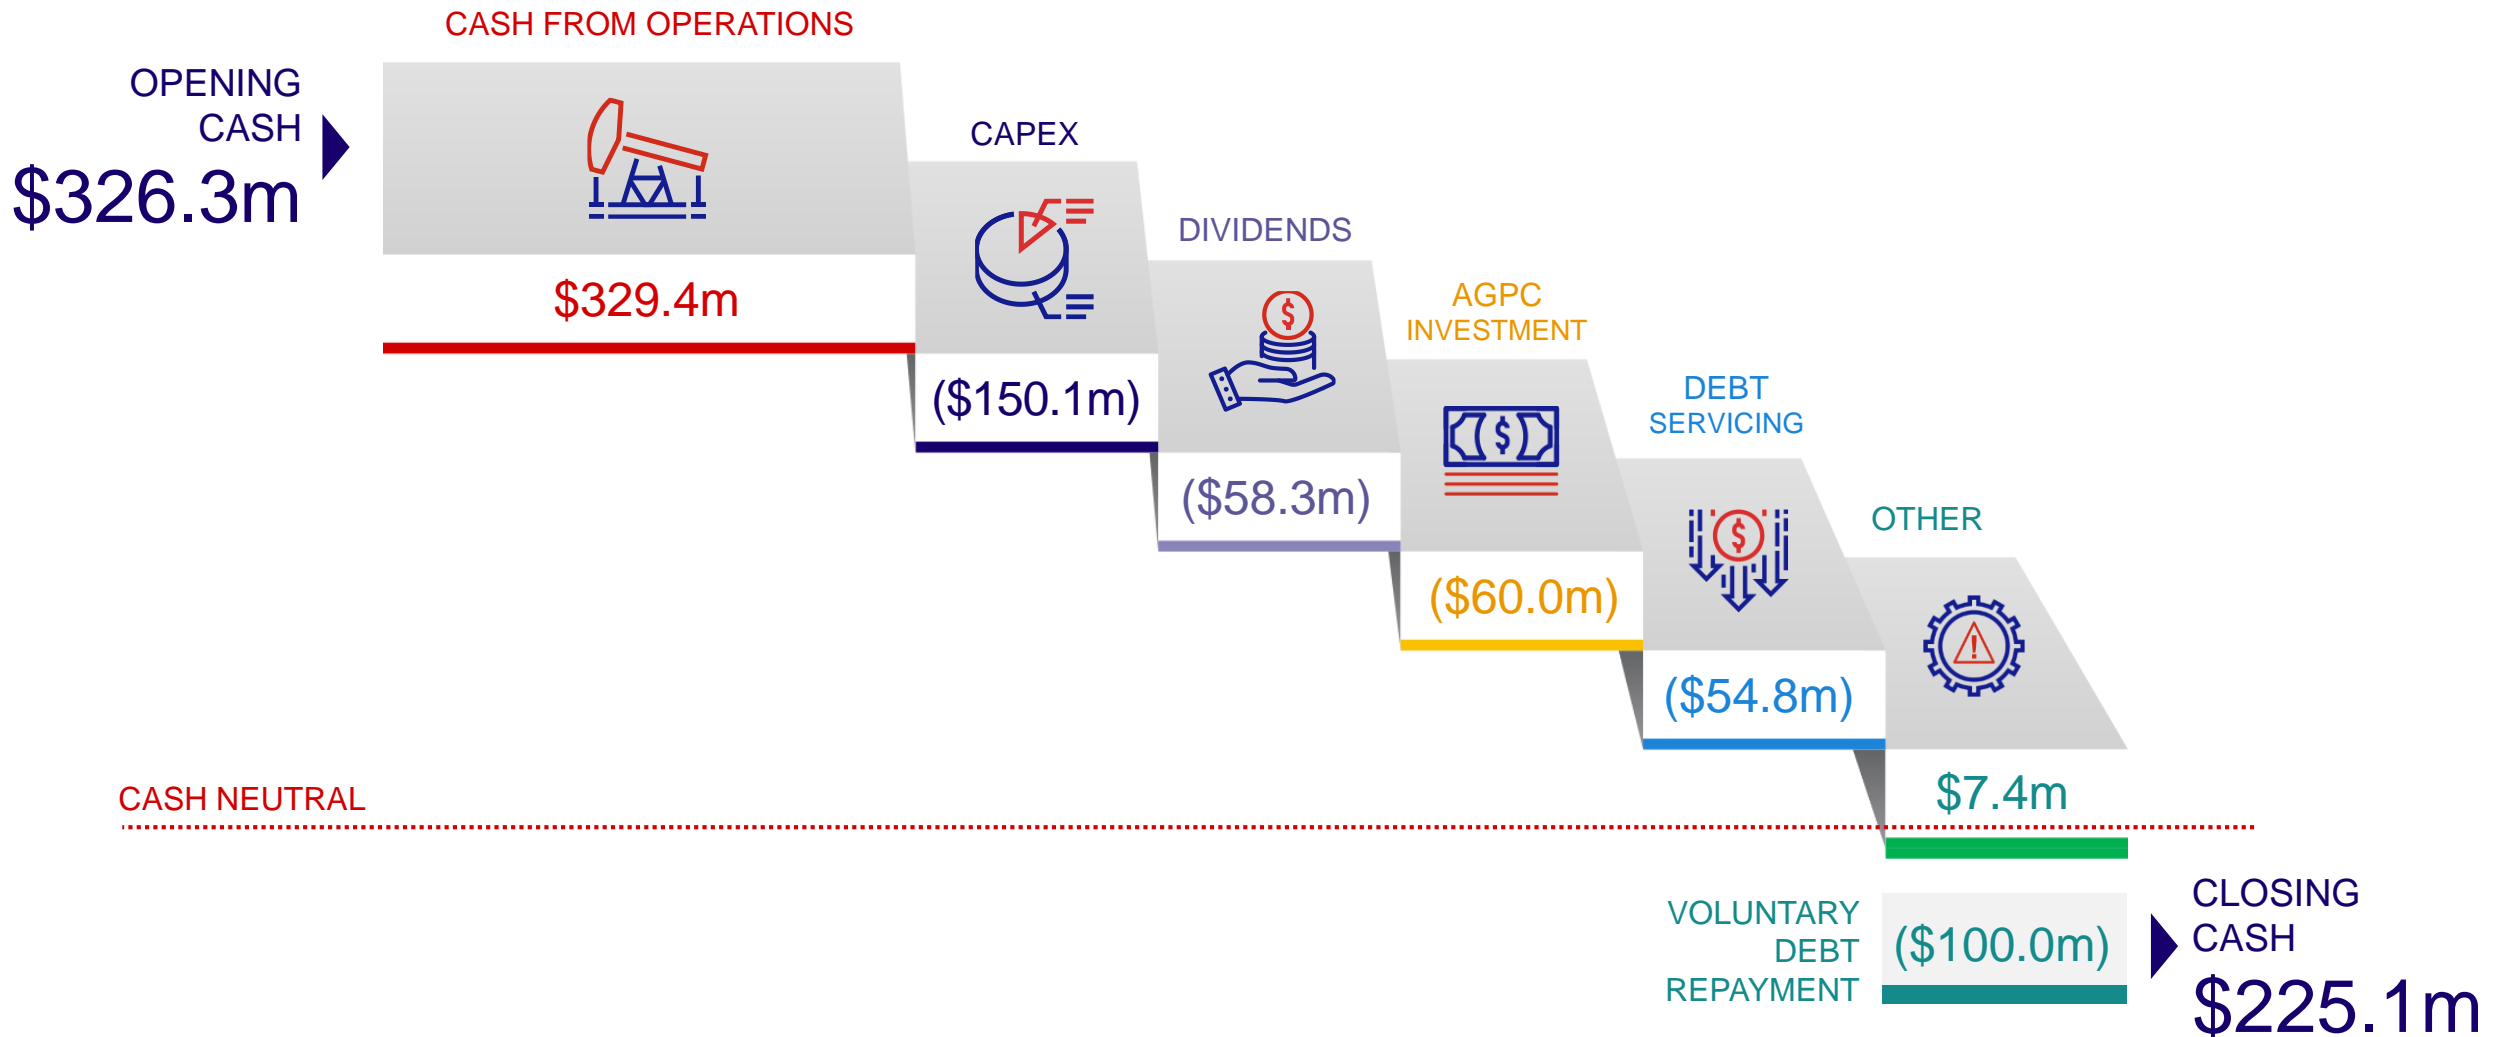 CASH FROM OPERATIONS
OPENING
CASH
$326.3m
$329.4m
CAPEX
($150.1m)
DIVIDENDS
($58.3m)
AGPC
INVESTMENT
($60.0m)
DEBT
SERVICING
($54.8m)
OTHER
$7.4m
CASH NEUTRAL
VOLUNTARY
DEBT
REPAYMENT
($100.0m)
CLOSING
CASH
$225.1m